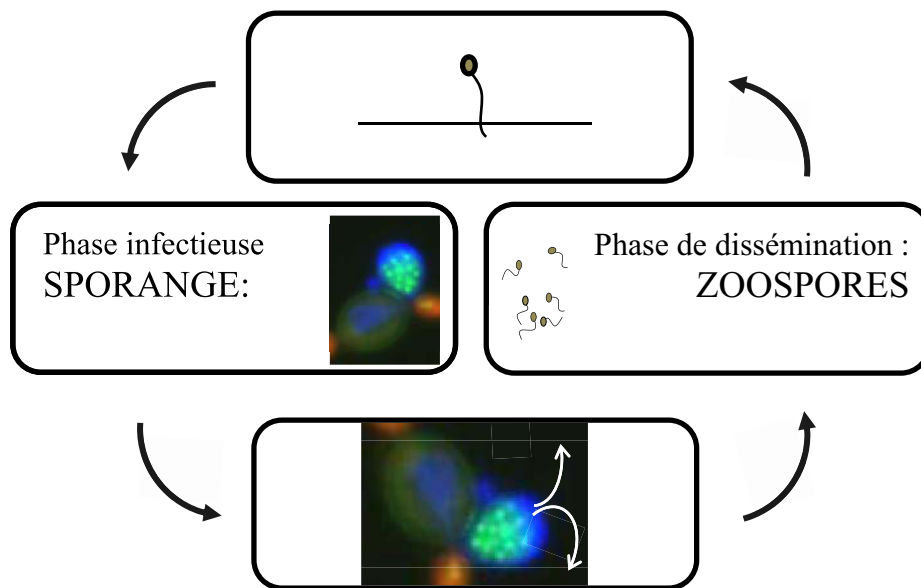 Phase infectieuse
SPORANGE:
Phase de dissémination :
ZOOSPORES